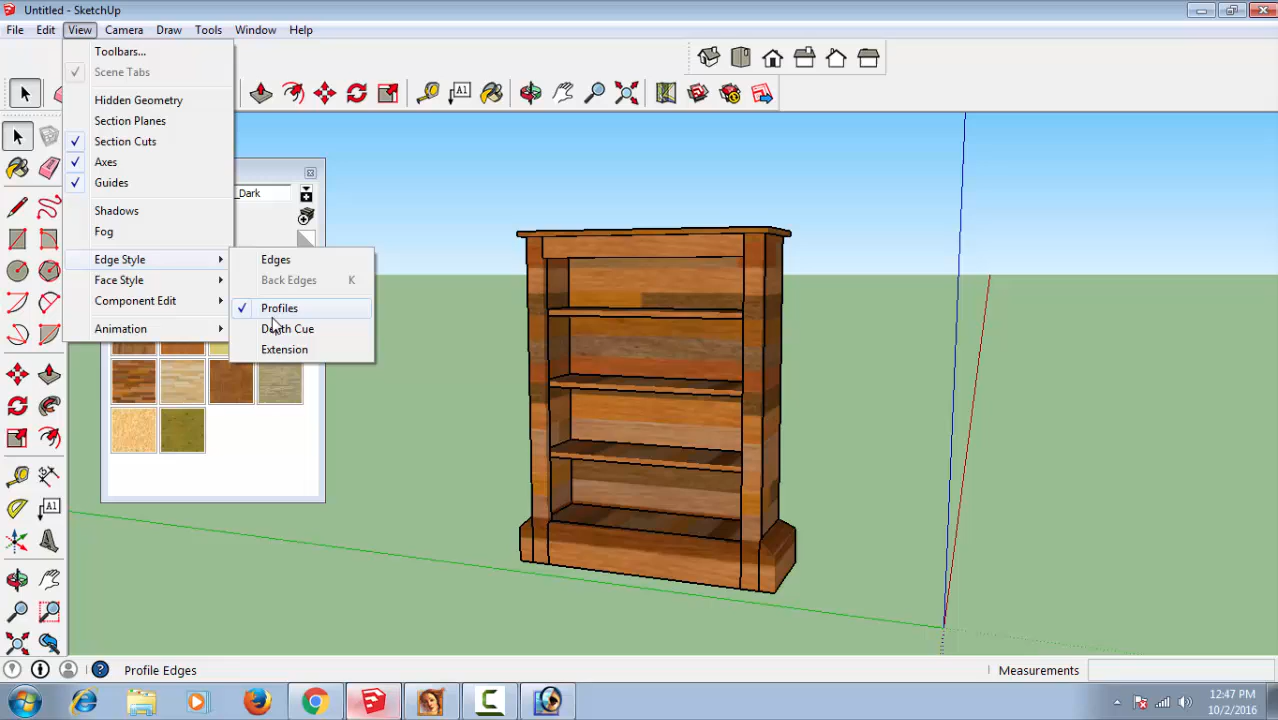 Untitled - SketchUp
File Edit View Camera Draw Tools Window Help
Toolbars...
Scene Tabs
Hidden Geometry
Section Planes
Section Cuts
Axes
Guides
Shadows
Fog
Edge Style
Face Style
Component Edit
Animation
_Dark
Edges
Back Edges K
Profiles
Depth Cue
Extension
A1
A1
Profile Edges
Measurements
12:47 PM
10/2/2016